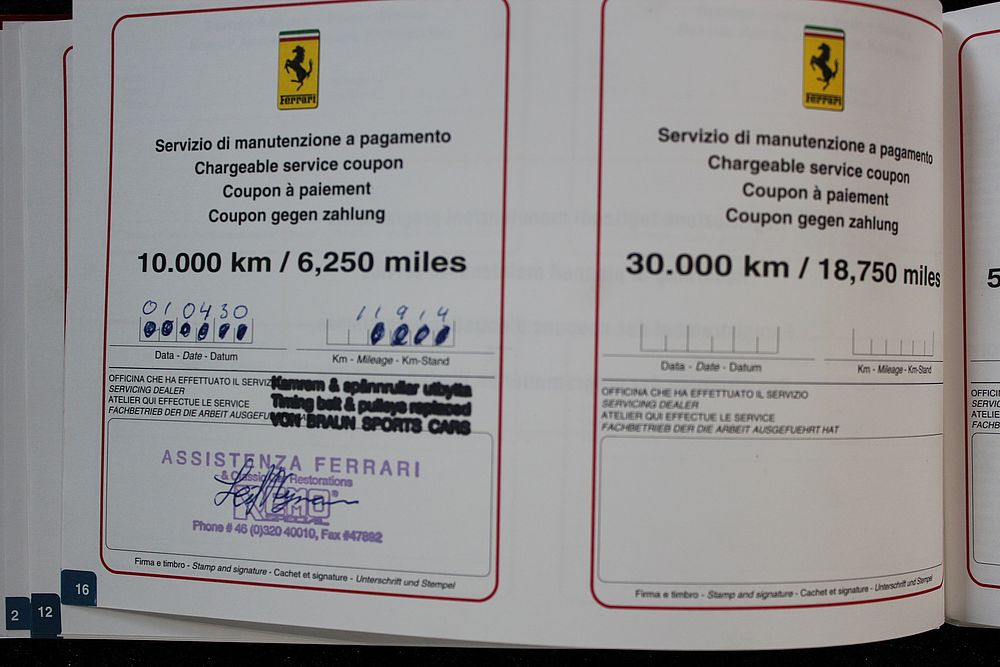 Ferrari
Servizio di manutenzione a pagamento
Chargeable service coupon
Coupon à paiement
Coupon gegen zahlung
10.000 km / 6,250 miles
010430
11914
Data - Date - Datum
Km - Mileage - Km-Stand
OFFICINA CHE HA EFFETTUATO IL SERVIZ
SERVICING DEALER
ATELIER QUI EFFECTUE LE SERVICE
FACHBETRIEB DER DIE ARBEIT AUSGEFU
Kamrem & spännrullar utbytta
Timing belt & pulleys replaced
VON BRAUN SPORTS CARS
ASSISTENZA FERRARI
& Classic Car Restorations
REMO®
SPECIAL
Phone # 46 (0)320 40010, Fax #47892
Firma e timbro - Stamp and signature - Cachet et signature - Unterschrift und Stempel
16
12
2
Ferrari
Servizio di manutenzione a pagamento
Chargeable service coupon
Coupon à paiement
Coupon gegen zahlung
30.000 km / 18,750 miles
Data - Date - Datum
Km - Mileage - Km-Stand
OFFICINA CHE HA EFFETTUATO IL SERVIZIO
SERVICING DEALER
ATELIER QUI EFFECTUE LE SERVICE
FACHBETRIEB DER DIE ARBEIT AUSGEFUEHRT HAT
Firma e timbro - Stamp and signature - Cachet et signature - Unterschrift und Stempel
5